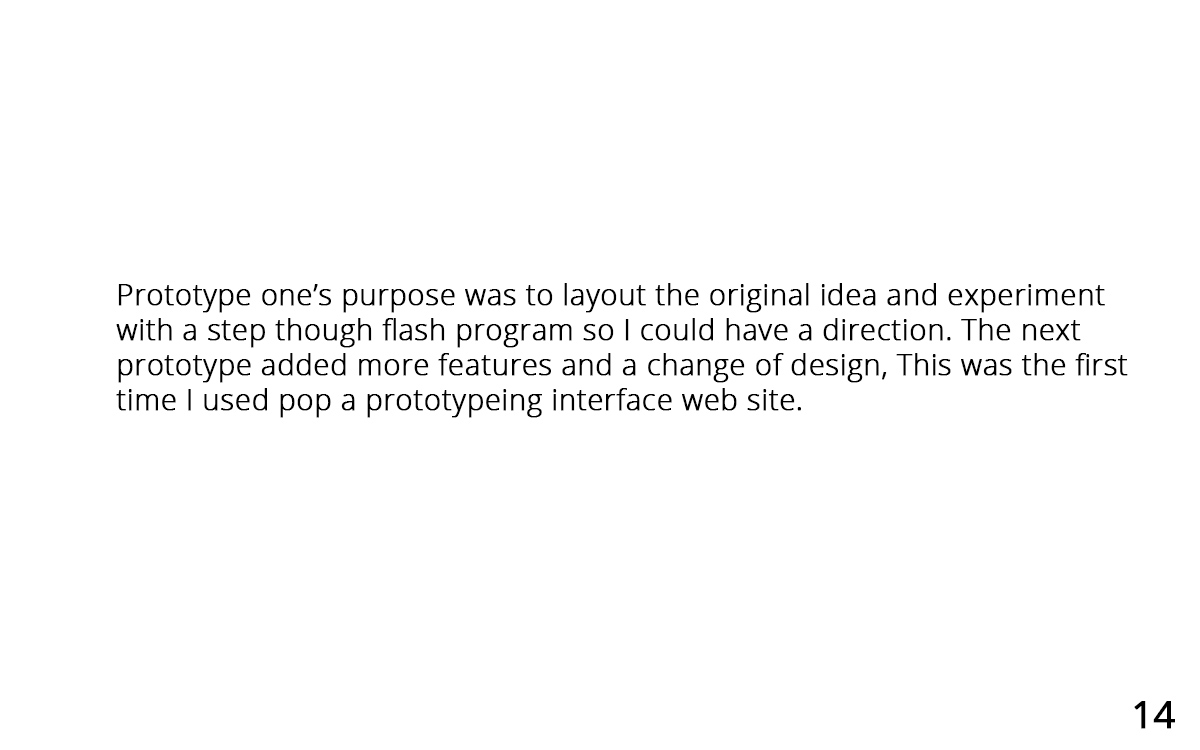 Prototype one’s purpose was to layout the original idea and experiment
with a step though flash program so I could have a direction. The next
prototype added more features and a change of design, This was the first
time I used pop a prototypeing interface web site.
14